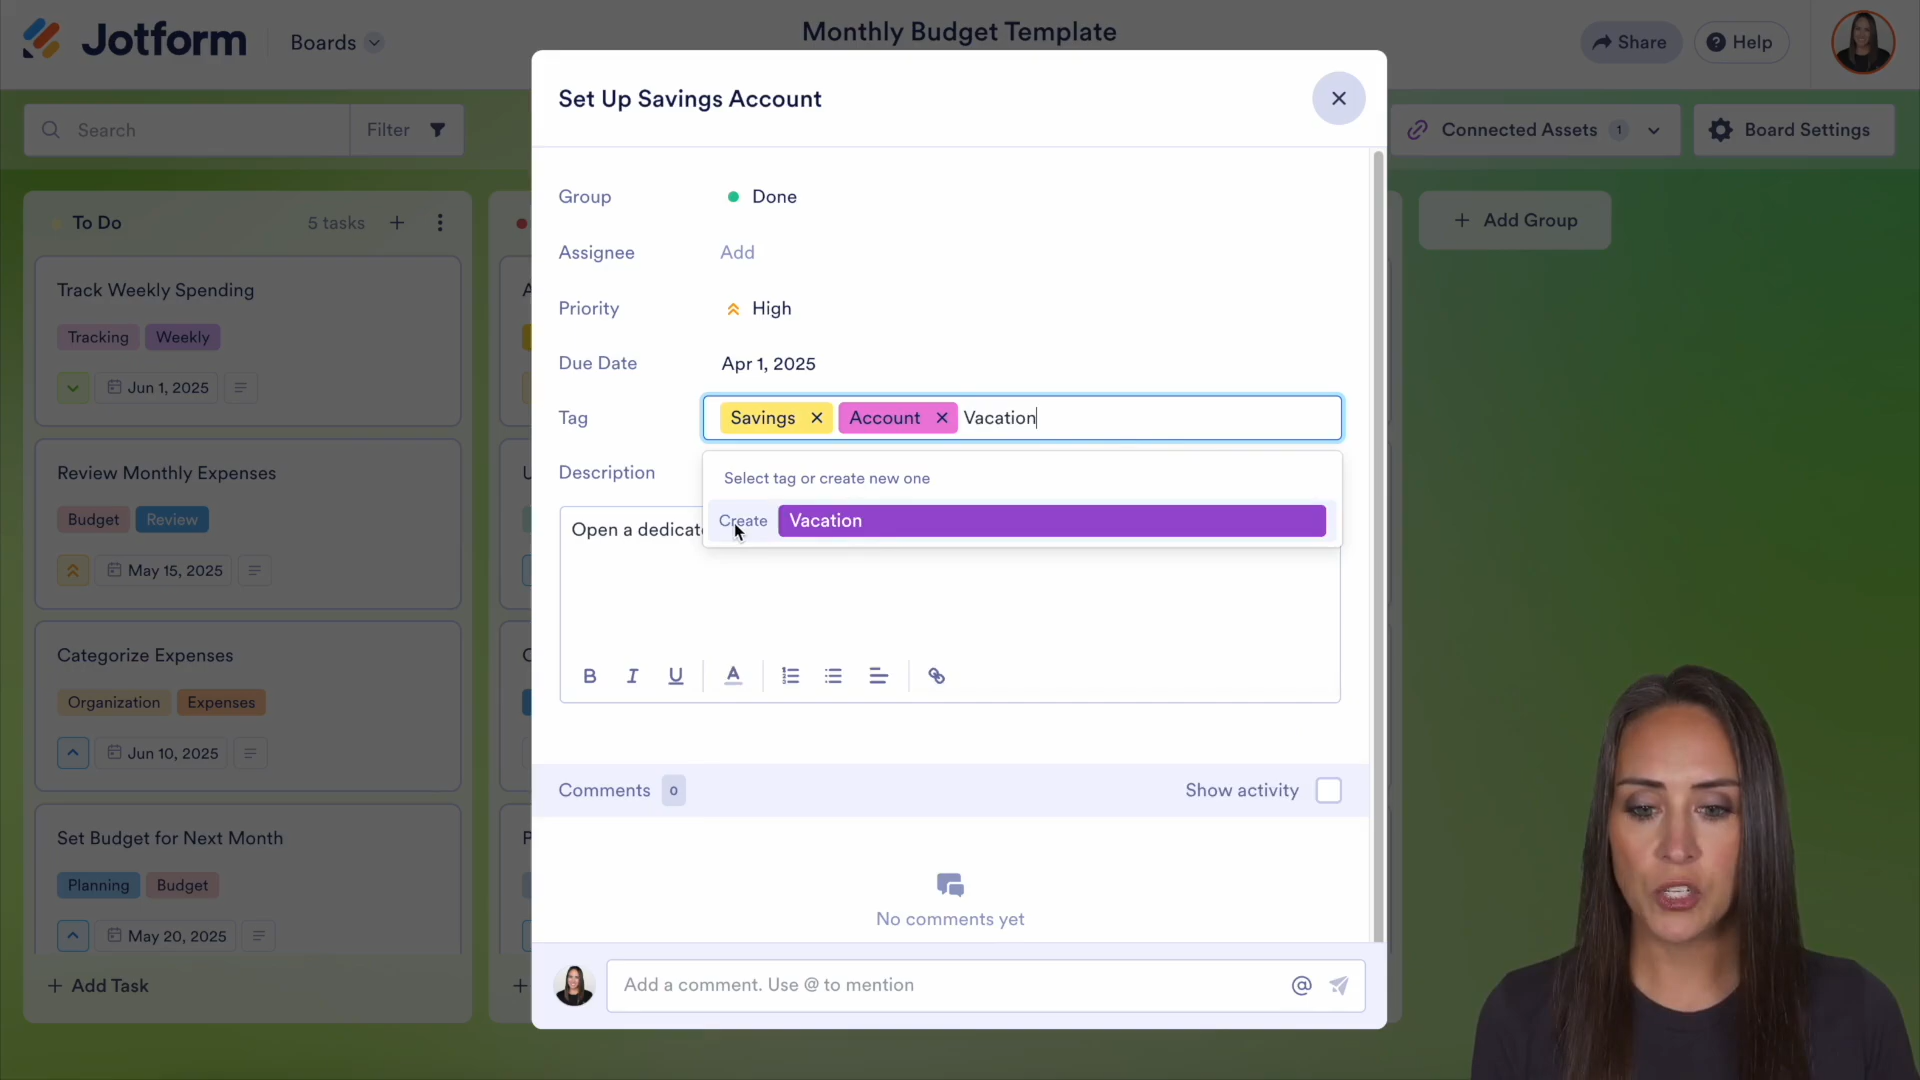 Jotform
Boards
Monthly Budget Template
Share
Help
Search
Filter
Connected Assets 1
Board Settings
To Do
5 tasks
Track Weekly Spending
Tracking
Weekly
Jun 1, 2025
Review Monthly Expenses
Budget
Review
May 15, 2025
Categorize Expenses
Organization
Expenses
Jun 10, 2025
Set Budget for Next Month
Planning
Budget
May 20, 2025
+ Add Task
+ Add Group
Set Up Savings Account
Group
Done
Assignee
Add
Priority
High
Due Date
Apr 1, 2025
Tag
Savings
Account
Vacation
Select tag or create new one
Create
Vacation
Description
Open a dedicat
B I U A
Comments 0
Show activity
No comments yet
Add a comment. Use @ to mention
@